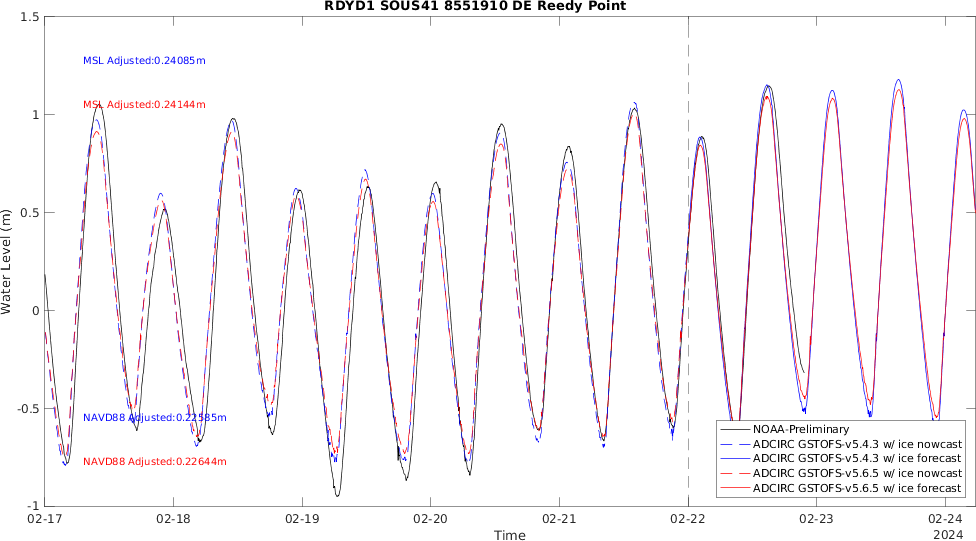 RDYD1 SOUS41 8551910 DE Reedy Point
1.5
MSL Adjusted:0.24085m
MSL Adjusted:0.24144m
1
0.5
Water Level (m)
0
-0.5
NAVD88 Adjusted:0.22585m
NAVD88 Adjusted:0.22644m
-1
NOAA-Preliminary
ADCIRC GSTOFS-v5.4.3 w/ ice nowcast
ADCIRC GSTOFS-v5.4.3 w/ ice forecast
ADCIRC GSTOFS-v5.6.5 w/ ice nowcast
ADCIRC GSTOFS-v5.6.5 w/ ice forecast
02-17 02-18 02-19 02-20 02-21 02-22 02-23 02-24
Time
2024